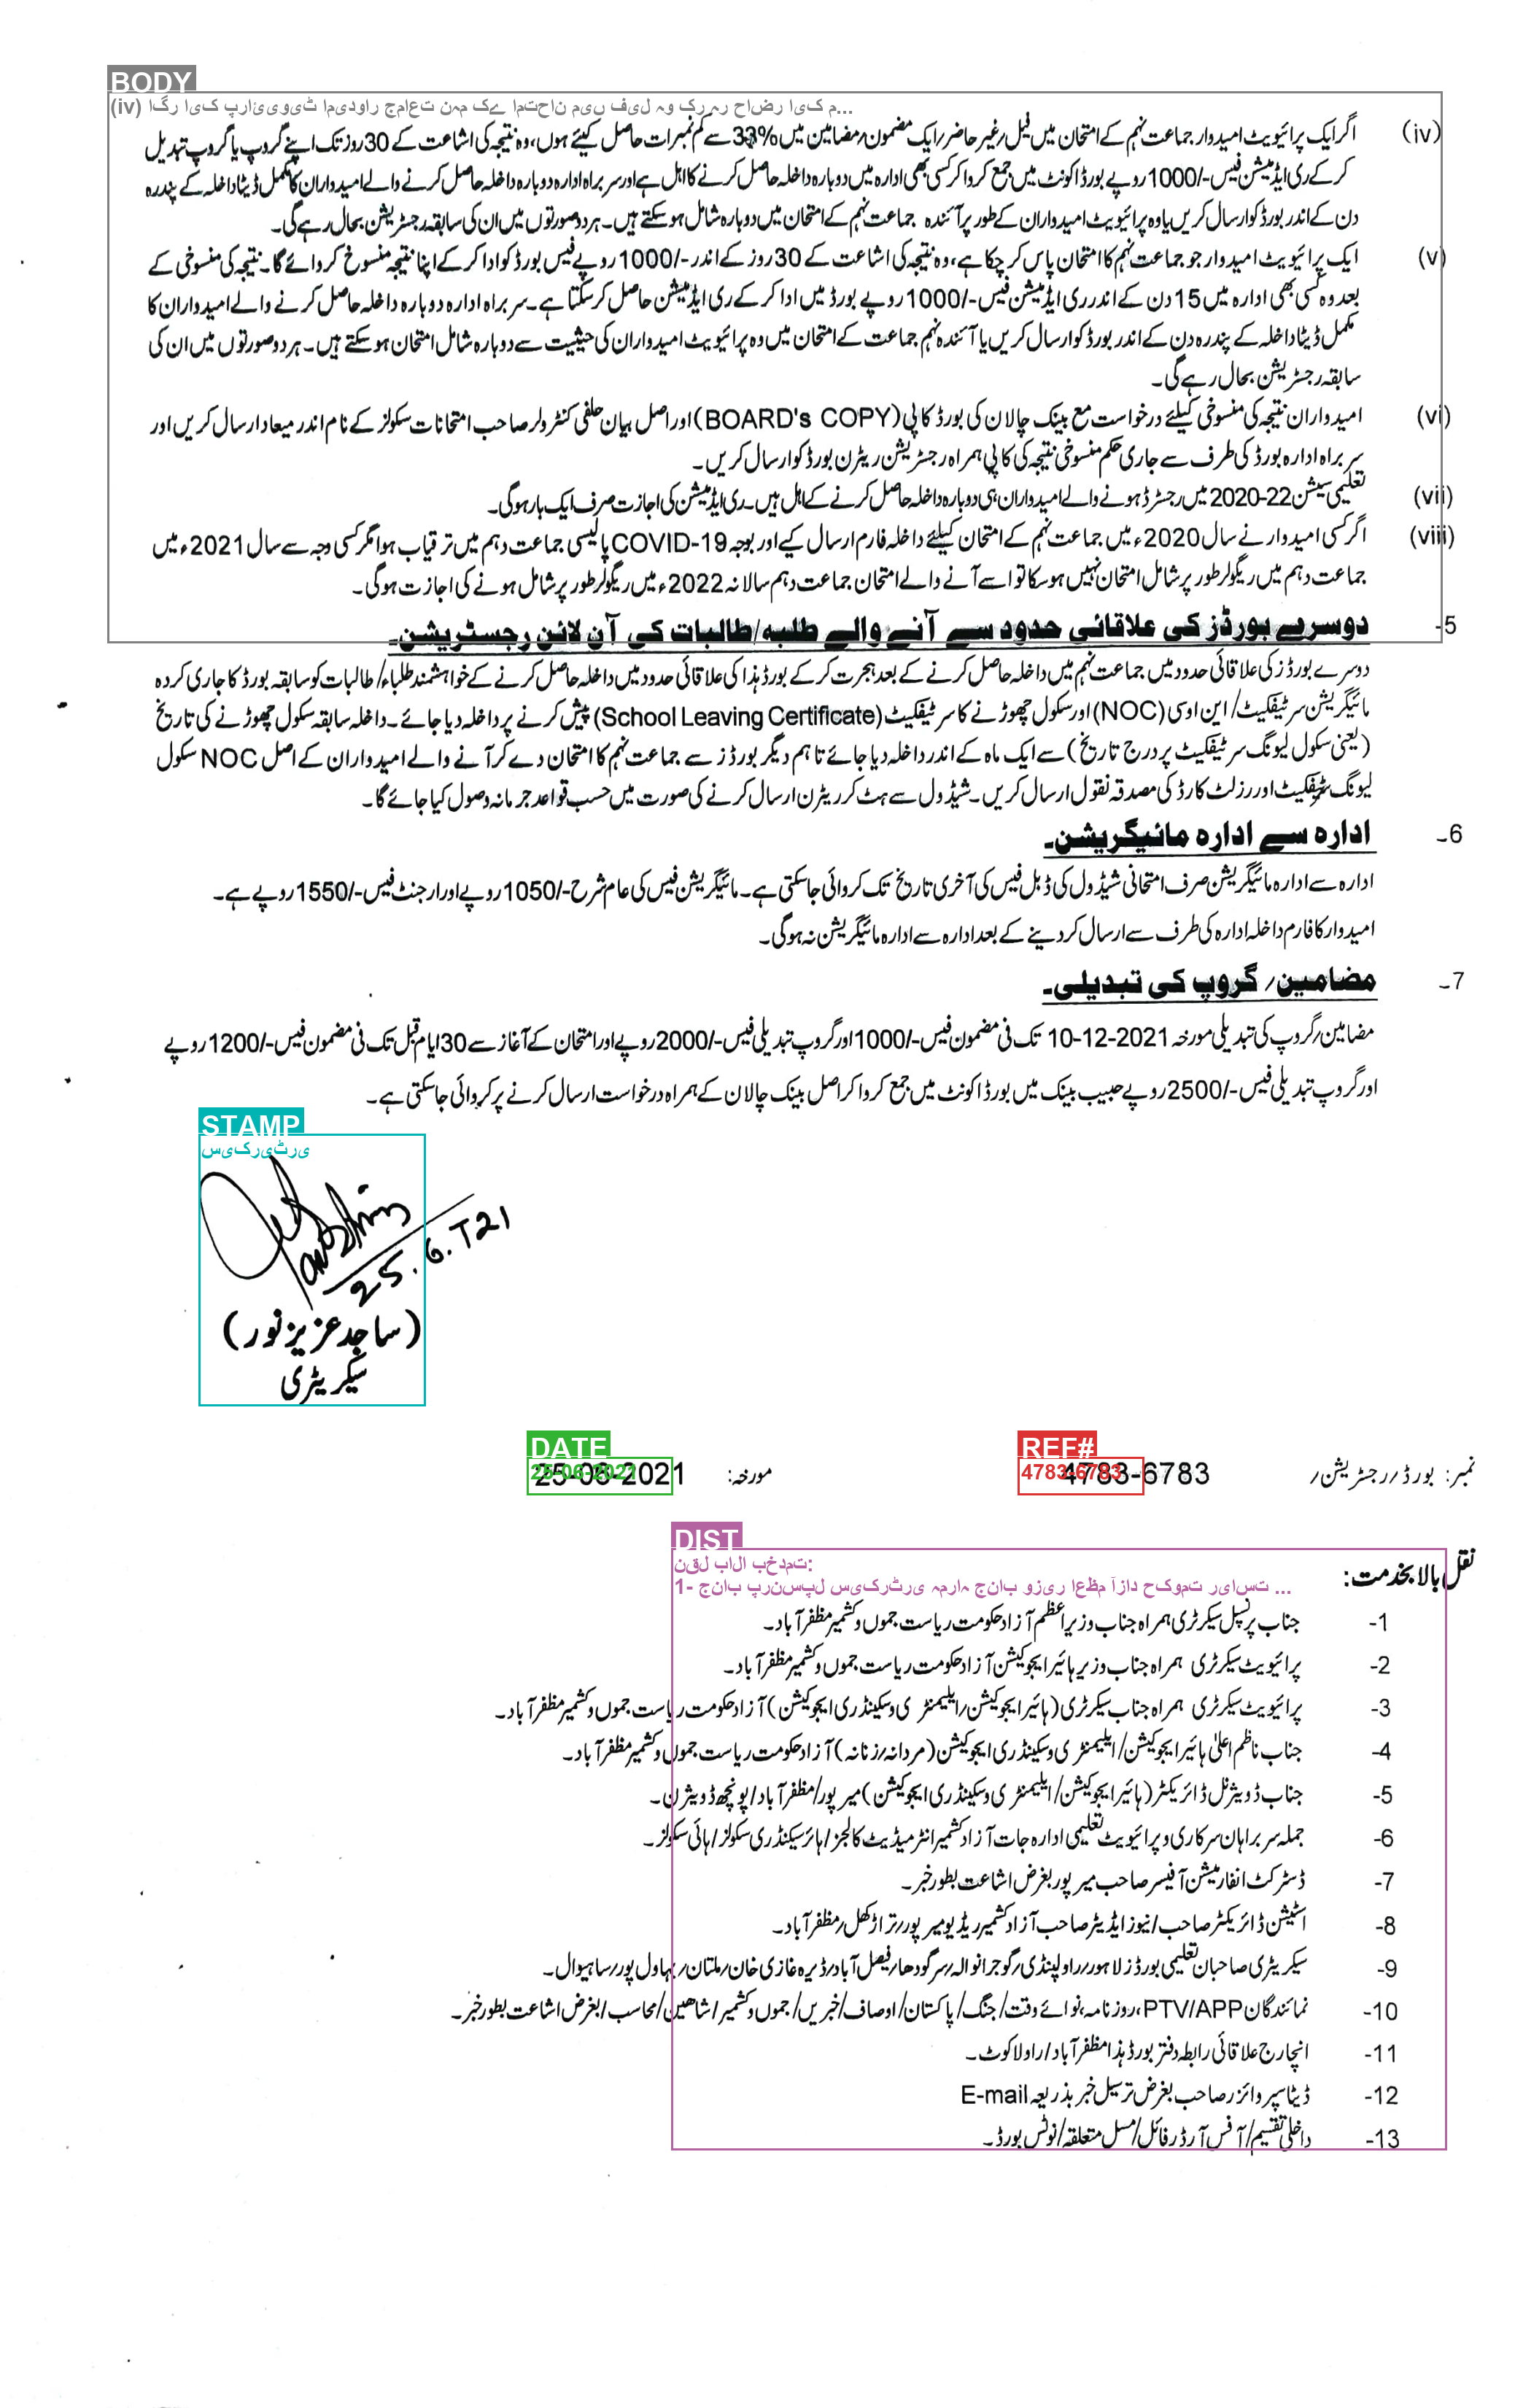 (iv) اگر ایک پرائیویٹ امیدوار جماعت نہم کے امتحان میں فیل/غیر حاضر/ایک مضمون/مضامین میں %33 سے کم نمبرات حاصل کیئے ہوں، وہ نتیجہ کی اشاعت کے 30 روز تک اپنے گروپ یا گروپ تبدیل
کر کے ری ایڈمیشن فیس -/1000 روپے بورڈ اکونٹ میں جمع کروا کر کسی بھی ادارہ میں دوبارہ داخلہ حاصل کرنے کا اہل ہے اور سربراہ ادارہ دوبارہ داخلہ حاصل کرنے والے امیدواران کا مکمل ڈیٹا داخلہ کے پندرہ
دن کے اندر بورڈ کو ارسال کریں یا وہ پرائیویٹ امیدواران کے طور پر آئندہ جماعت نہم کے امتحان میں دوبارہ شامل ہو سکتے ہیں۔ ہر دو صورتوں میں ان کی سابقہ رجسٹریشن بحال رہے گی۔
(v) ایک پرائیویٹ امیدوار جو جماعت نہم کا امتحان پاس کر چکا ہے، وہ نتیجہ کی اشاعت کے 30 روز کے اندر -/1000 روپے فیس بورڈ کو ادا کر کے اپنا نتیجہ منسوخ کروائے گا۔ نتیجہ کی منسوخی کے
بعد وہ کسی بھی ادارہ میں 15 دن کے اندر ری ایڈمیشن فیس -/1000 روپے بورڈ میں ادا کر کے ری ایڈمیشن حاصل کر سکتا ہے۔ سربراہ ادارہ دوبارہ داخلہ حاصل کرنے والے امیدواران کا
مکمل ڈیٹا داخلہ کے پندرہ دن کے اندر بورڈ کو ارسال کریں یا آئندہ نہم جماعت کے امتحان میں وہ پرائیویٹ امیدواران کی حیثیت سے دوبارہ شامل امتحان ہو سکتے ہیں۔ ہر دو صورتوں میں ان کی
سابقہ رجسٹریشن بحال رہے گی۔
(vi) امیدواران نتیجہ کی منسوخی کیلئے درخواست مع بینک چالان کی بورڈ کاپی (BOARD's COPY) اور اصل بیان حلفی کنٹرولر صاحب امتحانات سکولز کے نام اندر میعاد ارسال کریں اور
سربراہ ادارہ بورڈ کی طرف سے جاری حکم منسوخی نتیجہ کی کاپی ہمراہ رجسٹریشن ریٹرن بورڈ کو ارسال کریں۔
(vii) تعلیمی سیشن 22-2020 میں رجسٹرڈ ہونے والے امیدواران ہی دوبارہ داخلہ حاصل کرنے کے اہل ہیں۔ ری ایڈمیشن کی اجازت صرف ایک بار ہوگی۔
(viii) اگر کسی امیدوار نے سال 2020ء میں جماعت نہم کے امتحان کیلئے داخلہ فارم ارسال کیے اور بوجہ COVID-19 پالیسی جماعت دہم میں ترقیاب ہوا مگر کسی وجہ سے سال 2021ء میں
جماعت دہم میں ریگولر طور پر شامل امتحان نہیں ہو سکا تو اسے آنے والے امتحان جماعت دہم سالانہ 2022ء میں ریگولر طور پر شامل ہونے کی اجازت ہوگی۔
5- دوسرے بورڈز کی علاقائی حدود سے آنے والے طلبہ/طالبات کی آن لائن رجسٹریشن۔
دوسرے بورڈز کی علاقائی حدود میں جماعت نہم میں داخلہ حاصل کرنے کے بعد ہجرت کر کے بورڈ ہذا کی علاقائی حدود میں داخلہ حاصل کرنے کے خواہشمند طلباء/طالبات کو سابقہ بورڈ کا جاری کردہ
مائیگریشن سرٹیفکیٹ/این او سی (NOC) اور سکول چھوڑنے کا سرٹیفکیٹ (School Leaving Certificate) پیش کرنے پر داخلہ دیا جائے۔ داخلہ سابقہ سکول چھوڑنے کی تاریخ
(یعنی سکول لیونگ سرٹیفکیٹ پر درج تاریخ) سے ایک ماہ کے اندر داخلہ دیا جائے تاہم دیگر بورڈز سے جماعت نہم کا امتحان دے کر آنے والے امیدواران کے اصل NOC سکول
لیونگ سرٹیفکیٹ اور رزلٹ کارڈ کی مصدقہ نقول ارسال کریں۔ شیڈول سے ہٹ کر ریٹرن ارسال کرنے کی صورت میں حسب قواعد جرمانہ وصول کیا جائے گا۔
6۔ ادارہ سے ادارہ مائیگریشن۔
ادارہ سے ادارہ مائیگریشن صرف امتحانی شیڈول کی ڈبل فیس کی آخری تاریخ تک کروائی جا سکتی ہے۔ مائیگریشن فیس کی عام شرح -/1050 روپے اور ارجنٹ فیس -/1550 روپے ہے۔
امیدوار کا فارم داخلہ ادارہ کی طرف سے ارسال کر دینے کے بعد ادارہ سے ادارہ مائیگریشن نہ ہوگی۔
7۔ مضامین/گروپ کی تبدیلی۔
مضامین/گروپ کی تبدیلی مورخہ 10-12-2021 تک فی مضمون فیس -/1000 اور گروپ تبدیلی فیس -/2000 روپے اور امتحان کے آغاز سے 30 ایام قبل تک فی مضمون فیس -/1200 روپے
اور گروپ تبدیلی فیس -/2500 روپے حبیب بینک میں بورڈ اکونٹ میں جمع کروا کر اصل بینک چالان کے ہمراہ درخواست ارسال کرنے پر کروائی جا سکتی ہے۔
25.6.T21
(ساجد عزیز نور)
سیکریٹری
نمبر: بورڈ/رجسٹریشن/ 4783-6783 مورخہ: 25-06-2021
نقل بالا بخدمت:
1- جناب پرنسپل سیکرٹری ہمراہ جناب وزیراعظم آزاد حکومت ریاست جموں و کشمیر مظفرآباد۔
2- پرائیویٹ سیکرٹری ہمراہ جناب وزیر ہائیر ایجوکیشن آزاد حکومت ریاست جموں و کشمیر مظفرآباد۔
3- پرائیویٹ سیکرٹری ہمراہ جناب سیکرٹری (ہائیر ایجوکیشن/ایلیمنٹری و سکینڈری ایجوکیشن) آزاد حکومت ریاست جموں و کشمیر مظفرآباد۔
4- جناب ناظم اعلیٰ ہائیر ایجوکیشن/ایلیمنٹری و سکینڈری ایجوکیشن (مردانہ/زنانہ) آزاد حکومت ریاست جموں و کشمیر مظفرآباد۔
5- جناب ڈویژنل ڈائریکٹر (ہائیر ایجوکیشن/ایلیمنٹری و سکینڈری ایجوکیشن) میرپور/مظفرآباد/پونچھ ڈویژن۔
6- جملہ سربراہان سرکاری و پرائیویٹ تعلیمی ادارہ جات آزاد کشمیر انٹرمیڈیٹ کالجز/ہائر سیکنڈری سکولز/ہائی سکولز۔
7- ڈسٹرکٹ انفارمیشن آفیسر صاحب میرپور بغرض اشاعت بطور خبر۔
8- اسٹیشن ڈائریکٹر صاحب/نیوز ایڈیٹر صاحب آزاد کشمیر ریڈیو میرپور/تراڑکھل/مظفرآباد۔
9- سیکریٹری صاحبان تعلیمی بورڈز لاہور/راولپنڈی/گوجرانوالہ/سرگودھا/فیصل آباد/ڈیرہ غازی خان/ملتان/بہاول پور/ساہیوال۔
10- نمائندگان PTV/APP، روزنامہ، نوائے وقت/جنگ/پاکستان/اوصاف/خبریں/جموں و کشمیر/شاھین/محاسب/بغرض اشاعت بطور خبر۔
11- انچارج علاقائی رابطہ دفتر بورڈ ہذا مظفرآباد/راولاکوٹ۔
12- ڈیٹا سپروائزر صاحب بغرض ترسیل خبر بذریعہ E-mail
13- داخلی تقسیم/آفس آرڈر فائل/مسل متعلقہ/نوٹس بورڈ۔
BODY
STAMP
DATE
25-06-2021
REF#
4783-6783
DIST